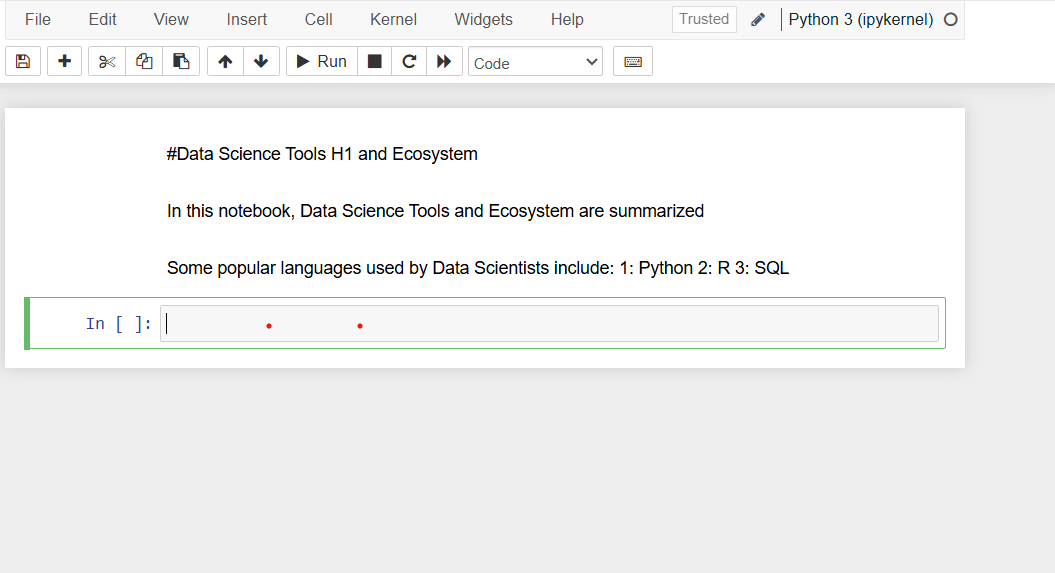 File Edit View Insert Cell Kernel Widgets Help Trusted Python 3 (ipykernel)
Run Code
#Data Science Tools H1 and Ecosystem
In this notebook, Data Science Tools and Ecosystem are summarized
Some popular languages used by Data Scientists include: 1: Python 2: R 3: SQL
In [ ]: